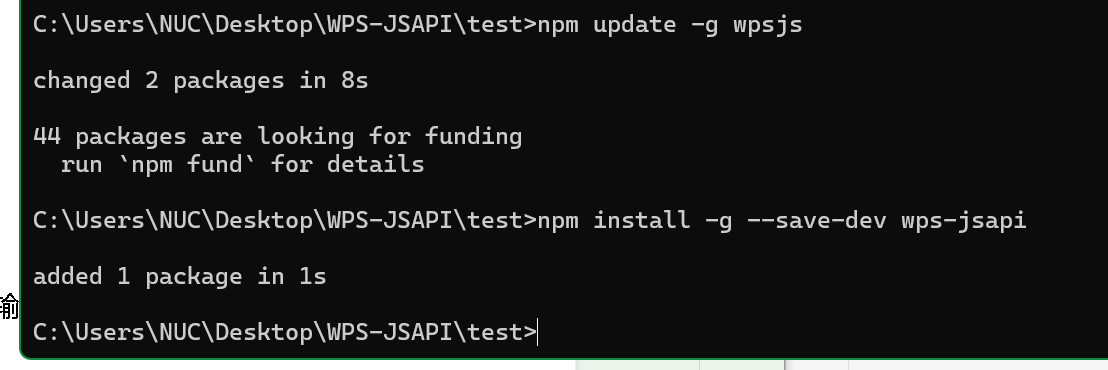 C:\Users\NUC\Desktop\WPS-JSAPI\test>npm update -g wpsjs
changed 2 packages in 8s
44 packages are looking for funding
  run `npm fund` for details
C:\Users\NUC\Desktop\WPS-JSAPI\test>npm install -g --save-dev wps-jsapi
added 1 package in 1s
输
C:\Users\NUC\Desktop\WPS-JSAPI\test>